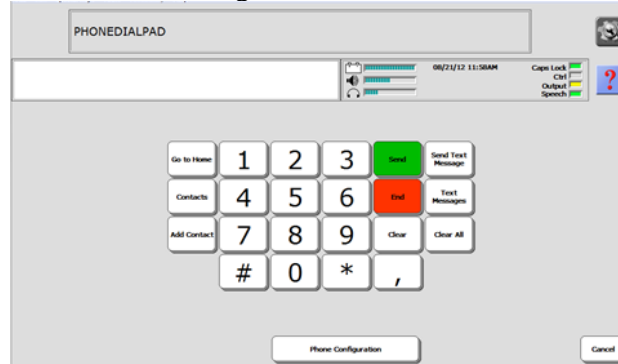 PHONEDIALPAD
08/21/12 11:58AM
Caps Lock
Ctrl
Output
Speech
?
Go to Home 1 2 3 Send Send Text Message
Contacts 4 5 6 End Text Messages
Add Contact 7 8 9 Clear Clear All
# 0 * ,
Phone Configuration
Cancel